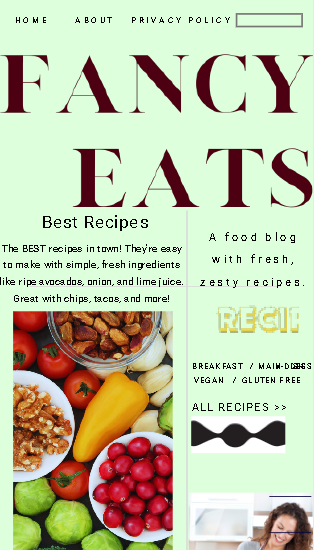 HOME ABOUT PRIVACY POLICY
FANCY
EATS
Best Recipes
The BEST recipes in town! They're easy
to make with simple, fresh ingredients
like ripe avocados, onion, and lime juice.
Great with chips, tacos, and more!
A food blog
with fresh,
zesty recipes.
RECIP
BREAKFAST / MAIN
VEGAN / GLUTEN FREE
ALL RECIPES >>